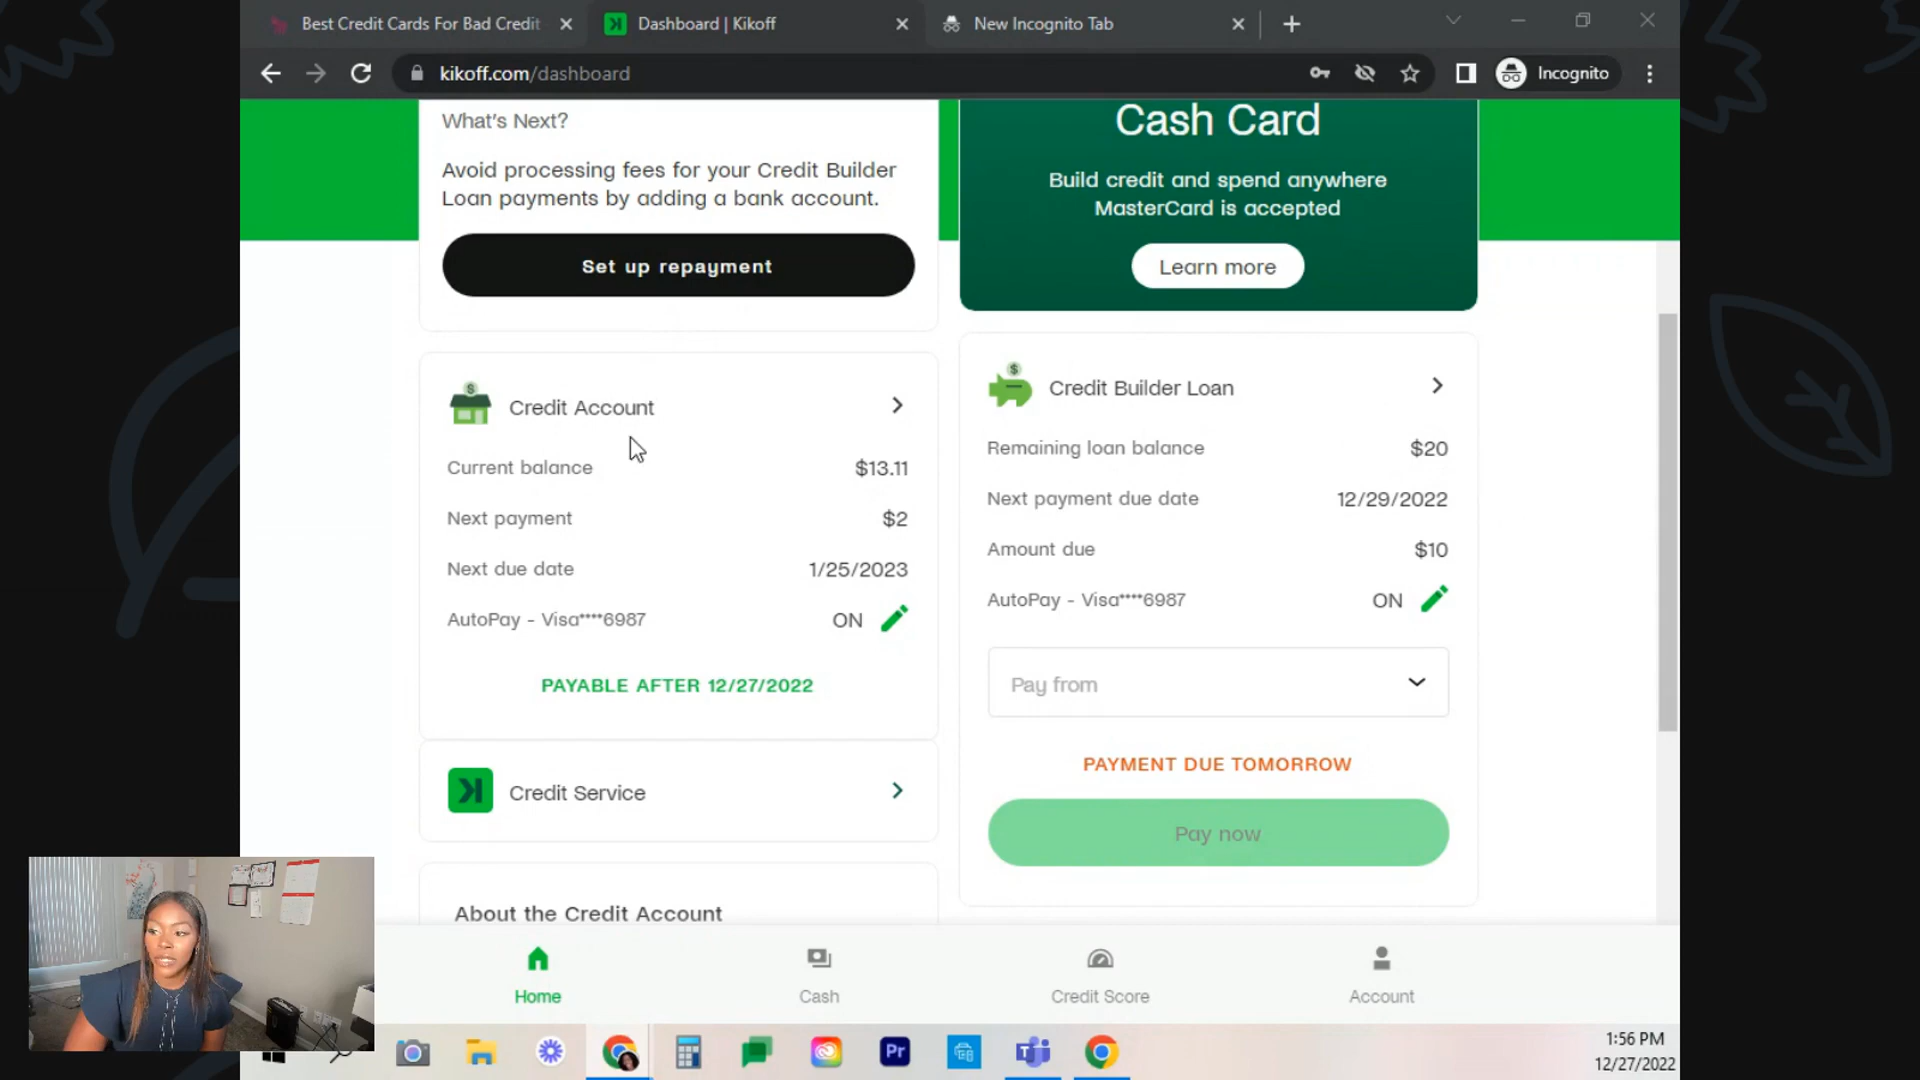 Best Credit Cards For Bad Credit
Dashboard | Kikoff
New Incognito Tab
kikoff.com/dashboard
Incognito
What's Next?
Avoid processing fees for your Credit Builder
Loan payments by adding a bank account.
Set up repayment
Cash Card
Build credit and spend anywhere
MasterCard is accepted
Learn more
Credit Account
Current balance $13.11
Next payment $2
Next due date 1/25/2023
AutoPay - Visa****6987 ON
PAYABLE AFTER 12/27/2022
Credit Service
About the Credit Account
Credit Builder Loan
Remaining loan balance $20
Next payment due date 12/29/2022
Amount due $10
AutoPay - Visa****6987 ON
Pay from
PAYMENT DUE TOMORROW
Pay now
Home
Cash
Credit Score
Account
Pr
1:56 PM
12/27/2022